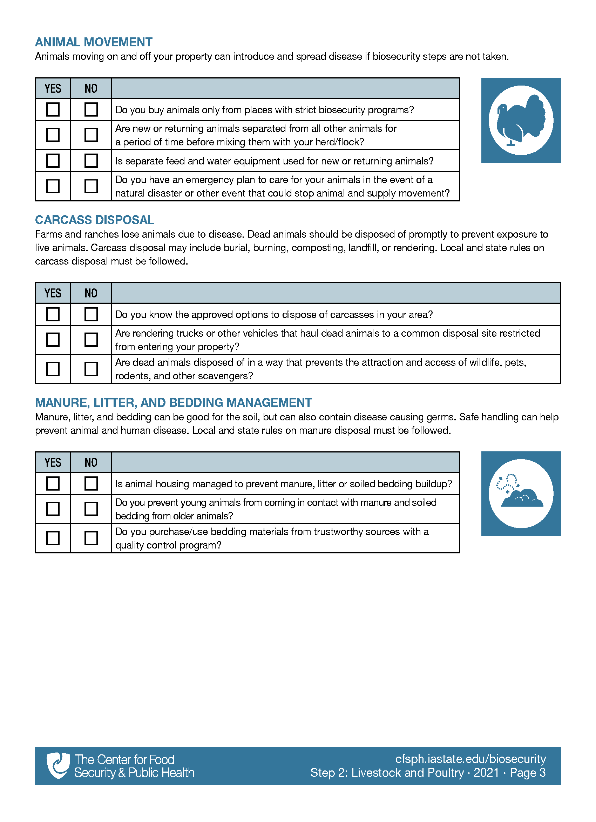 ANIMAL MOVEMENT
Animals moving on and off your property can introduce and spread disease if biosecurity steps are not taken.
YES NO
Do you buy animals only from places with strict biosecurity programs?
Are new or returning animals separated from all other animals for
a period of time before mixing them with your herd/flock?
Is separate feed and water equipment used for new or returning animals?
Do you have an emergency plan to care for your animals in the event of a
natural disaster or other event that could stop animal and supply movement?
CARCASS DISPOSAL
Farms and ranches lose animals due to disease. Dead animals should be disposed of promptly to prevent exposure to
live animals. Carcass disposal may include burial, burning, composting, landfill, or rendering. Local and state rules on
carcass disposal must be followed.
YES NO
Do you know the approved options to dispose of carcasses in your area?
Are rendering trucks or other vehicles that haul dead animals to a common disposal site restricted
from entering your property?
Are dead animals disposed of in a way that prevents the attraction and access of wildlife, pets,
rodents, and other scavengers?
MANURE, LITTER, AND BEDDING MANAGEMENT
Manure, litter, and bedding can be good for the soil, but can also contain disease causing germs. Safe handling can help
prevent animal and human disease. Local and state rules on manure disposal must be followed.
YES NO
Is animal housing managed to prevent manure, litter or soiled bedding buildup?
Do you prevent young animals from coming in contact with manure and soiled
bedding from older animals?
Do you purchase/use bedding materials from trustworthy sources with a
quality control program?
The Center for Food
Security & Public Health
cfsph.iastate.edu/biosecurity
Step 2: Livestock and Poultry · 2021 · Page 3